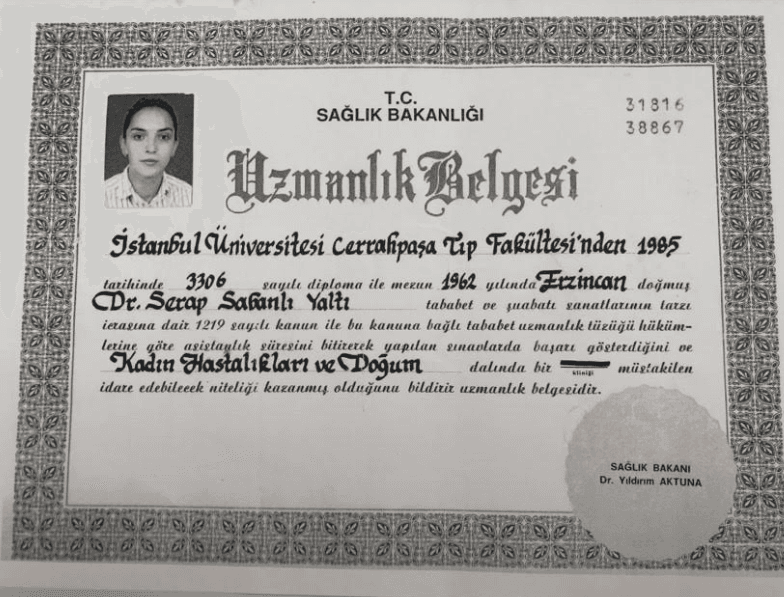 T.C.
SAĞLIK BAKANLIĞI
31816
38867
Uzmanlık Belgesi
İstanbul Üniversitesi Cerrahpaşa Tıp Fakültesi'nden 1985
tarihinde 3306 sayılı diploma ile mezun 1962 yılında Erzincan doğmuş
Dr. Serap Sabanlı Yaltı tababet ve şuabatı sanatlarının tarzı
icrasına dair 1219 sayılı kanun ile bu kanuna bağlı tababet uzmanlık tüzüğü hüküm-
lerine göre asistanlık süresini bitirerek yapılan sınavlarda başarı gösterdiğini ve
Kadın Hastalıkları ve Doğum dalında bir kliniği müstakilen
idare edebilecek niteliği kazanmış olduğunu bildirir uzmanlık belgesidir.
SAĞLIK BAKANI
Dr. Yıldırım AKTUNA